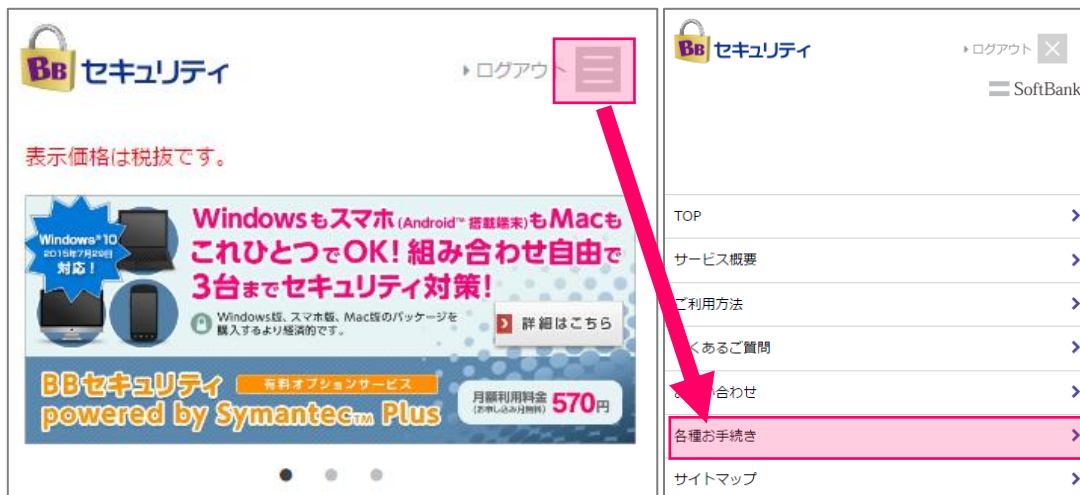 BB セキュリティ
ログアウト
表示価格は税抜です。
Windows®10
2015年7月29日
対応！
Windowsもスマホ(Android™ 搭載端末)もMacも
これひとつでOK! 組み合わせ自由で
3台までセキュリティ対策!
Windows版、スマホ版、Mac版のパッケージを
購入するより経済的です。
詳細はこちら
BBセキュリティ 有料オプションサービス
powered by Symantec™ Plus
月額利用料金
(お申し込み月無料) 570円
BB セキュリティ
ログアウト
SoftBank
TOP
サービス概要
ご利用方法
くあるご質問
い合わせ
各種お手続き
サイトマップ